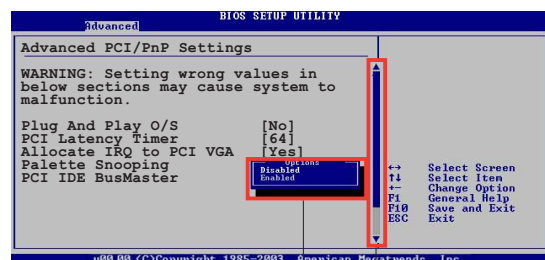 BIOS SETUP UTILITY
Advanced
Advanced PCI/PnP Settings
WARNING: Setting wrong values in
below sections may cause system to
malfunction.
Plug And Play O/S [No]
PCI Latency Timer [64]
Allocate IRQ to PCI VGA [Yes]
Palette Snooping
PCI IDE BusMaster
Options
Disabled
Enabled
↔ Select Screen
↑↓ Select Item
+- Change Option
F1 General Help
F10 Save and Exit
ESC Exit
(C)Copyright 1985-2003, American Megatrends, Inc.